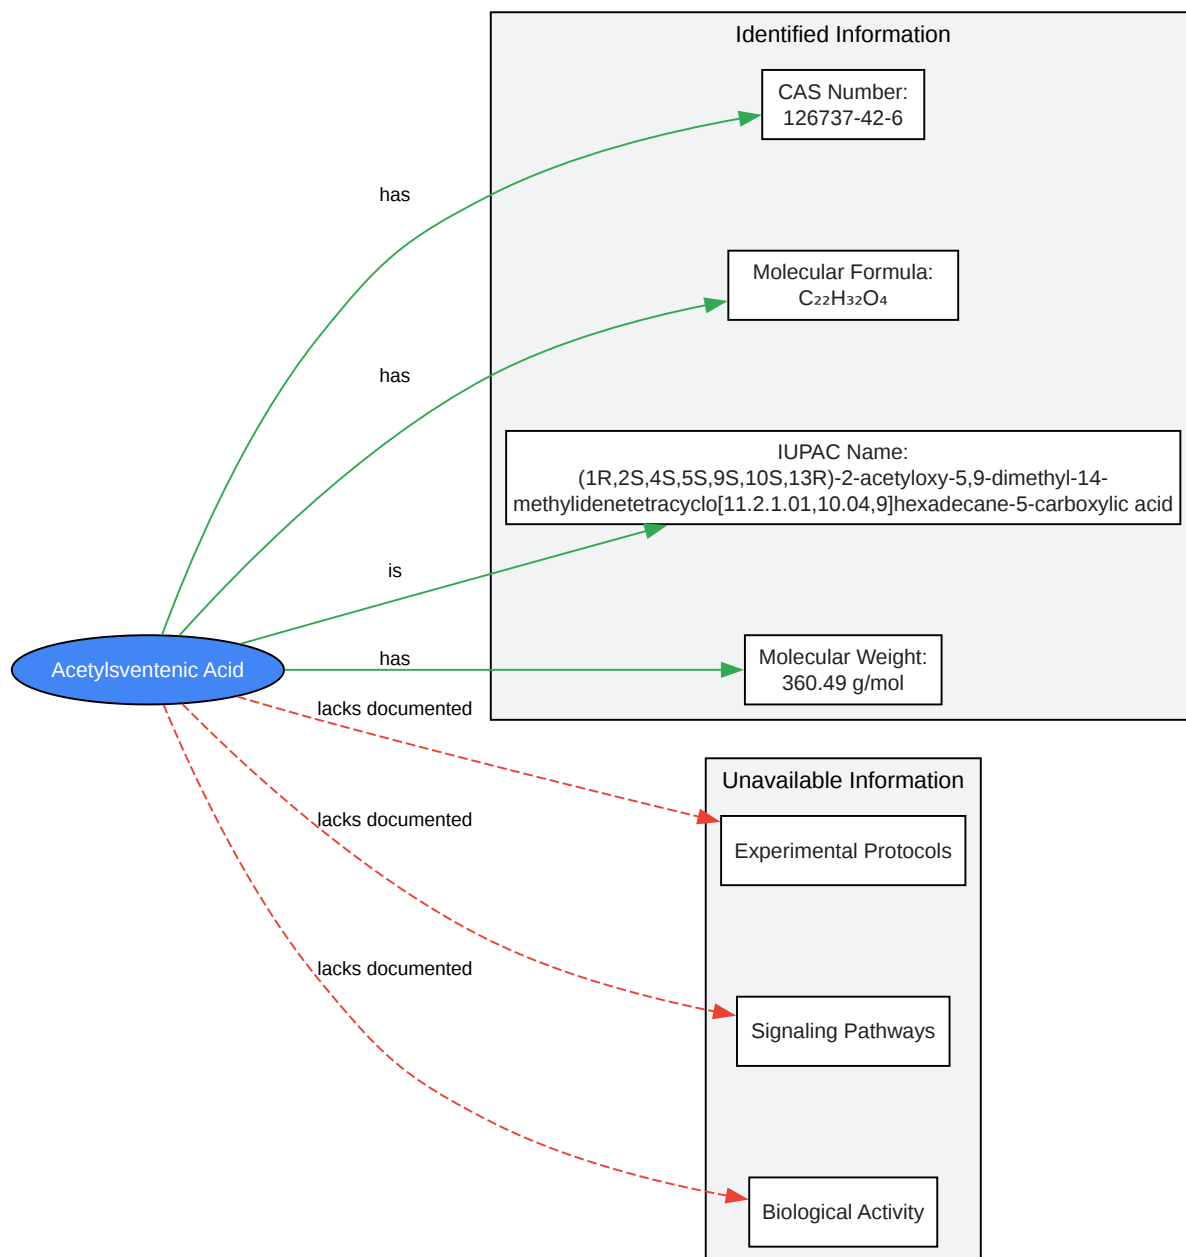 Identified Information
CAS Number:
126737-42-6
has
Molecular Formula:
C₂₂H₃₂O₄
has
IUPAC Name:
(1R,2S,4S,5S,9S,10S,13R)-2-acetyloxy-5,9-dimethyl-14-
methylidenetetracyclo[11.2.1.01,10.04,9]hexadecane-5-carboxylic acid
is
Acetylsventenic Acid
has
Molecular Weight:
360.49 g/mol
lacks documented
Unavailable Information
lacks documented
Experimental Protocols
lacks documented
Signaling Pathways
Biological Activity